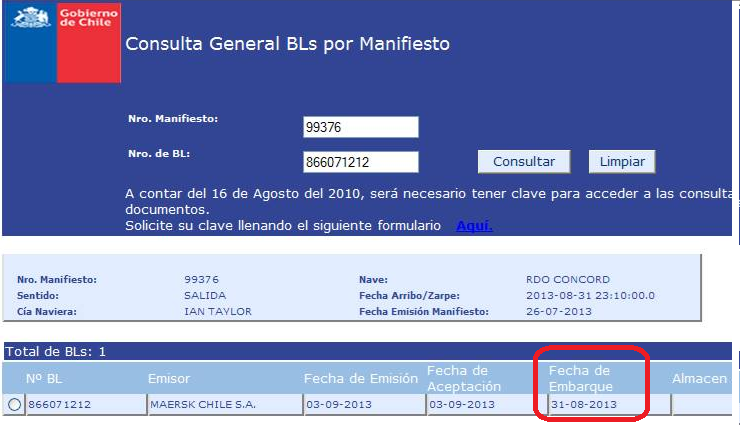 Gobierno
de Chile
Consulta General BLs por Manifiesto
Nro. Manifiesto: 99376
Nro. de BL: 866071212 Consultar Limpiar
A contar del 16 de Agosto del 2010, será necesario tener clave para acceder a las consulta
documentos.
Solicite su clave llenando el siguiente formulario Aquí.
Nro. Manifiesto: 99376 Nave: RDO CONCORD
Sentido: SALIDA Fecha Arribo/Zarpe: 2013-08-31 23:10:00.0
Cía Naviera: IAN TAYLOR Fecha Emisión Manifiesto: 26-07-2013
Total de BLs: 1
Nº BL Emisor Fecha de Emisión Fecha de Aceptación Fecha de Embarque Almacen
866071212 MAERSK CHILE S.A. 03-09-2013 03-09-2013 31-08-2013